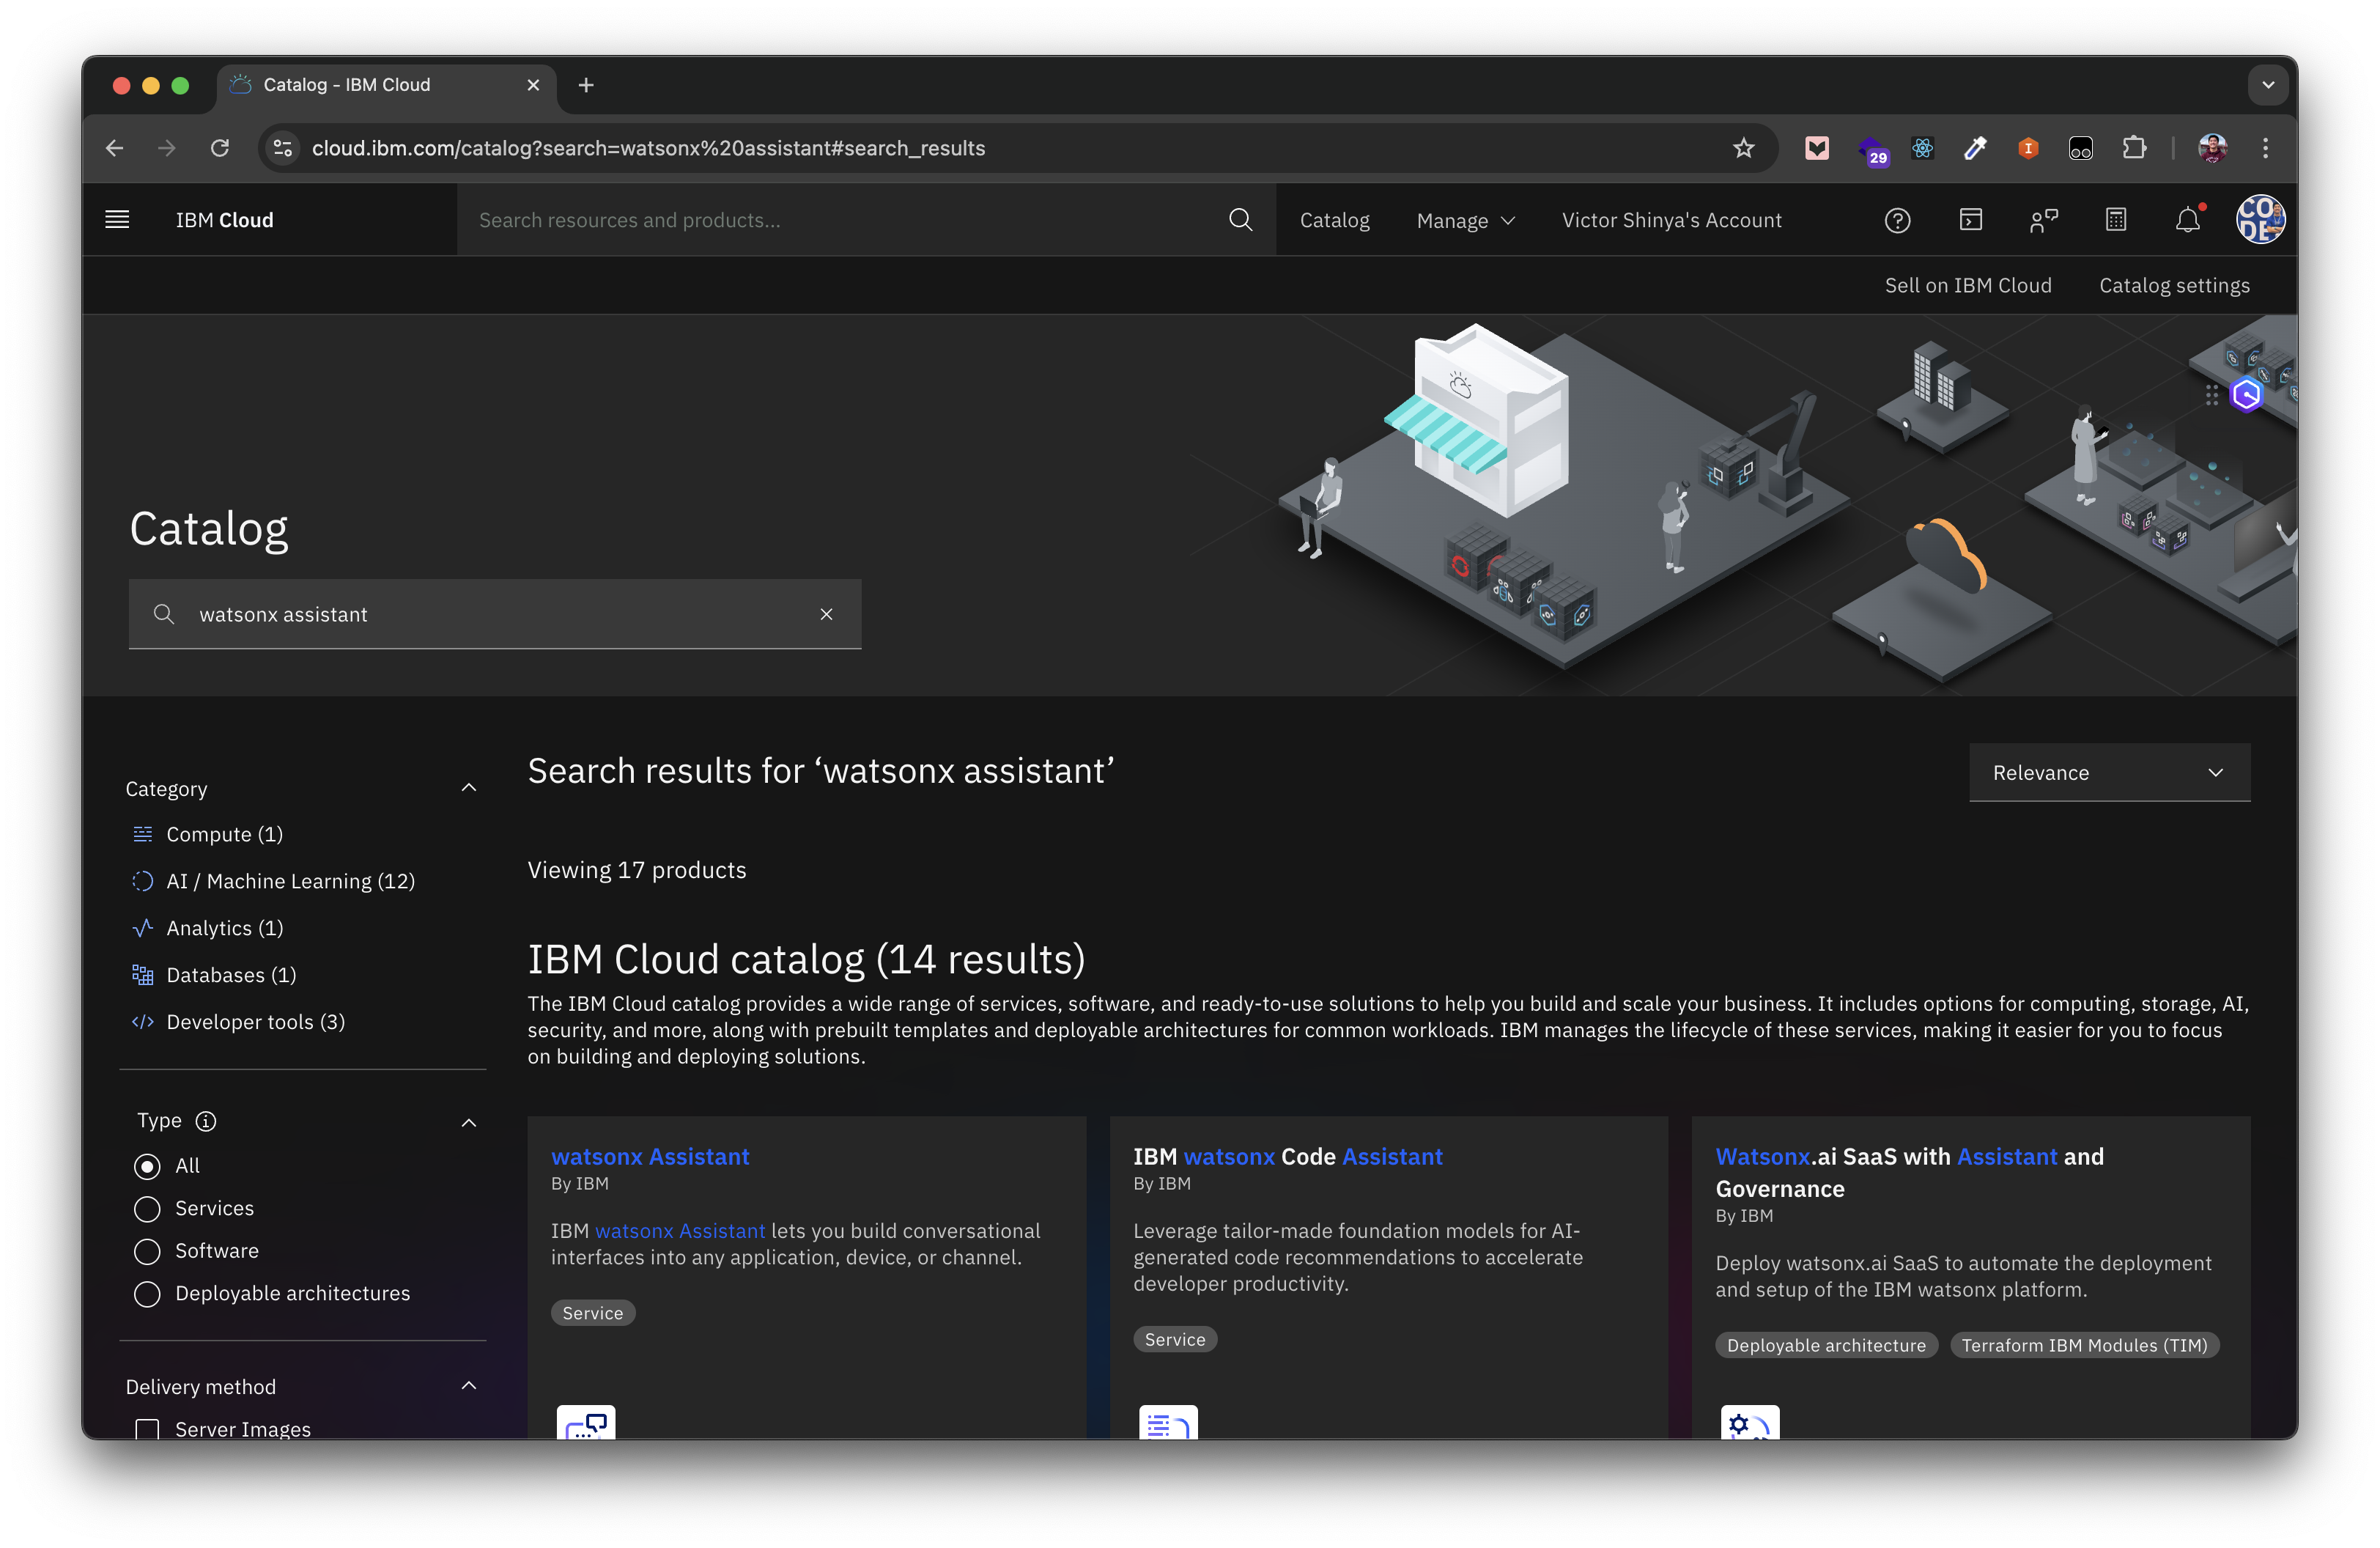 Catalog - IBM Cloud
cloud.ibm.com/catalog?search=watsonx%20assistant#search_results
29
IBM Cloud
Search resources and products...
Catalog
Manage
Victor Shinya's Account
CO
DE
Sell on IBM Cloud
Catalog settings
Catalog
watsonx assistant
Category
Compute (1)
AI / Machine Learning (12)
Analytics (1)
Databases (1)
Developer tools (3)
Type
All
Services
Software
Deployable architectures
Delivery method
Server Images
Search results for ‘watsonx assistant’
Relevance
Viewing 17 products
IBM Cloud catalog (14 results)
The IBM Cloud catalog provides a wide range of services, software, and ready-to-use solutions to help you build and scale your business. It includes options for computing, storage, AI,
security, and more, along with prebuilt templates and deployable architectures for common workloads. IBM manages the lifecycle of these services, making it easier for you to focus
on building and deploying solutions.
watsonx Assistant
By IBM
IBM watsonx Assistant lets you build conversational
interfaces into any application, device, or channel.
Service
IBM watsonx Code Assistant
By IBM
Leverage tailor-made foundation models for AI-
generated code recommendations to accelerate
developer productivity.
Service
Watsonx.ai SaaS with Assistant and
Governance
By IBM
Deploy watsonx.ai SaaS to automate the deployment
and setup of the IBM watsonx platform.
Deployable architecture
Terraform IBM Modules (TIM)